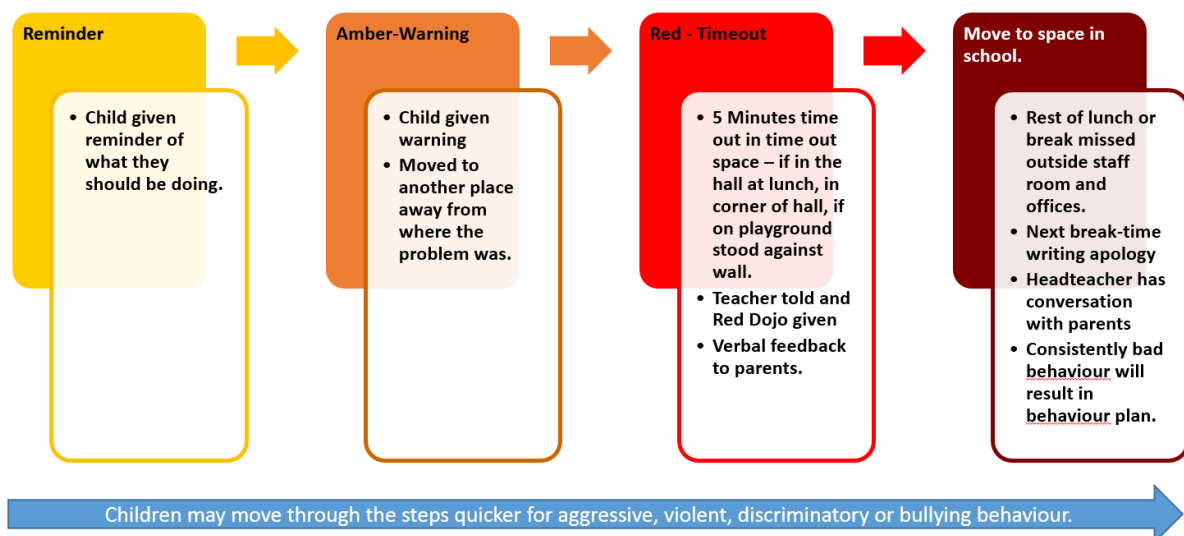 Reminder
• Child given
reminder of
what they
should be doing.
Amber-Warning
• Child given
warning
• Moved to
another place
away from
where the
problem was.
Red - Timeout
• 5 Minutes time
out in time out
space – if in the
hall at lunch, in
corner of hall, if
on playground
stood against
wall.
• Teacher told and
Red Dojo given
• Verbal feedback
to parents.
Move to space in
school.
• Rest of lunch or
break missed
outside staff
room and
offices.
• Next break-time
writing apology
• Headteacher has
conversation
with parents
• Consistently bad
behaviour will
result in
behaviour plan.
Children may move through the steps quicker for aggressive, violent, discriminatory or bullying behaviour.